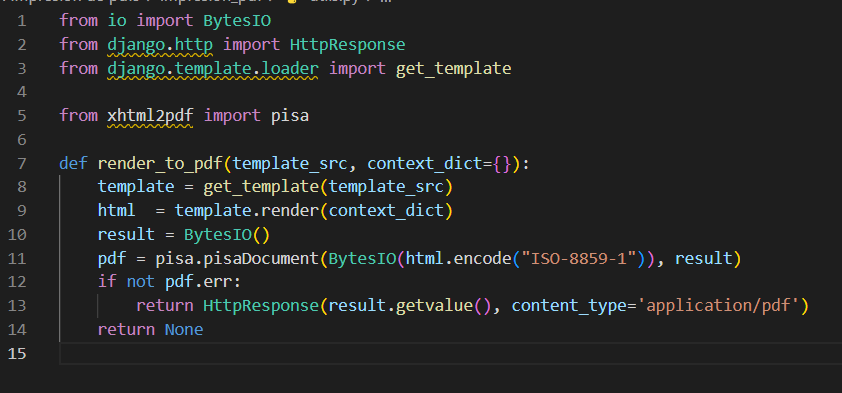 1 from io import BytesIO
2 from django.http import HttpResponse
3 from django.template.loader import get_template
4
5 from xhtml2pdf import pisa
6
7 def render_to_pdf(template_src, context_dict={}):
8     template = get_template(template_src)
9     html  = template.render(context_dict)
10     result = BytesIO()
11     pdf = pisa.pisaDocument(BytesIO(html.encode("ISO-8859-1")), result)
12     if not pdf.err:
13         return HttpResponse(result.getvalue(), content_type='application/pdf')
14     return None
15